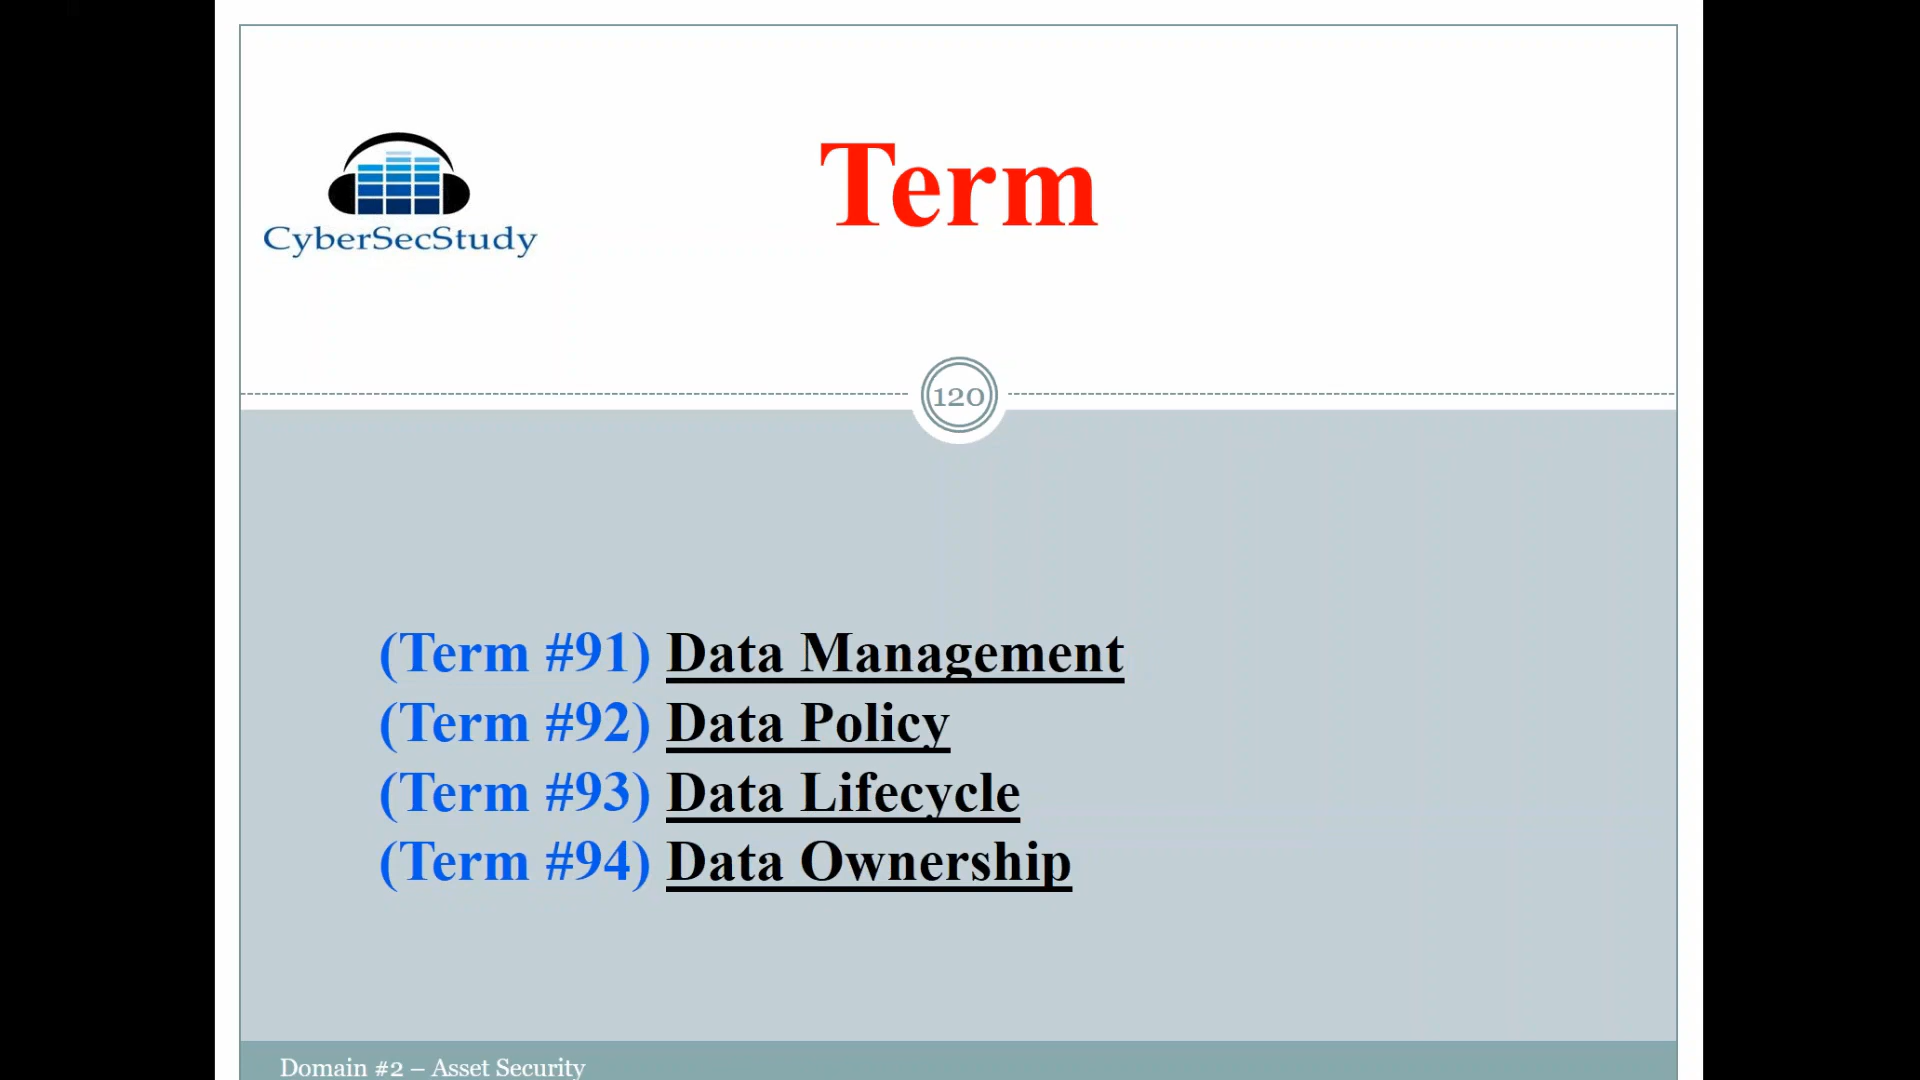 CyberSecStudy
Term
120
(Term #91) Data Management
(Term #92) Data Policy
(Term #93) Data Lifecycle
(Term #94) Data Ownership
Domain #2 – Asset Security